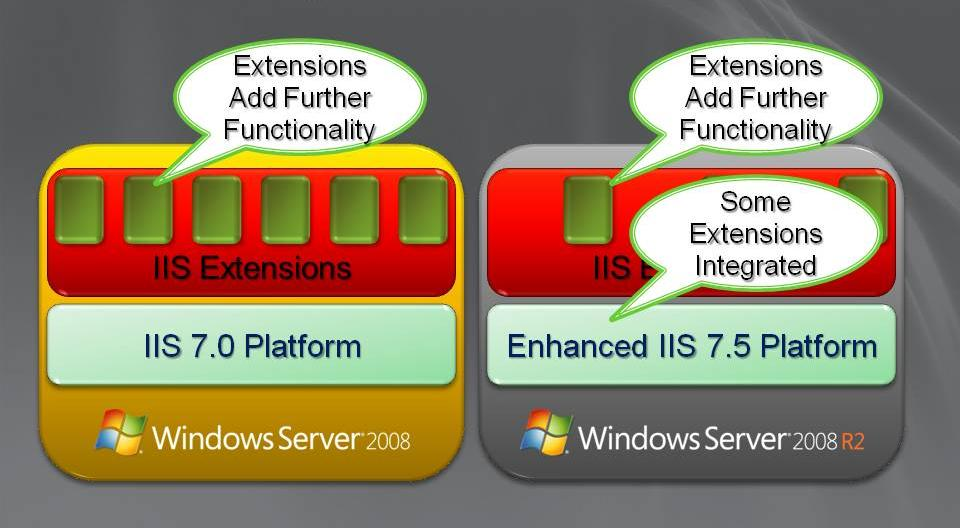 Extensions
Add Further
Functionality
IIS Extensions
IIS 7.0 Platform
Windows Server 2008
Extensions
Add Further
Functionality
Some
Extensions
Integrated
IIS E
Enhanced IIS 7.5 Platform
Windows Server 2008 R2